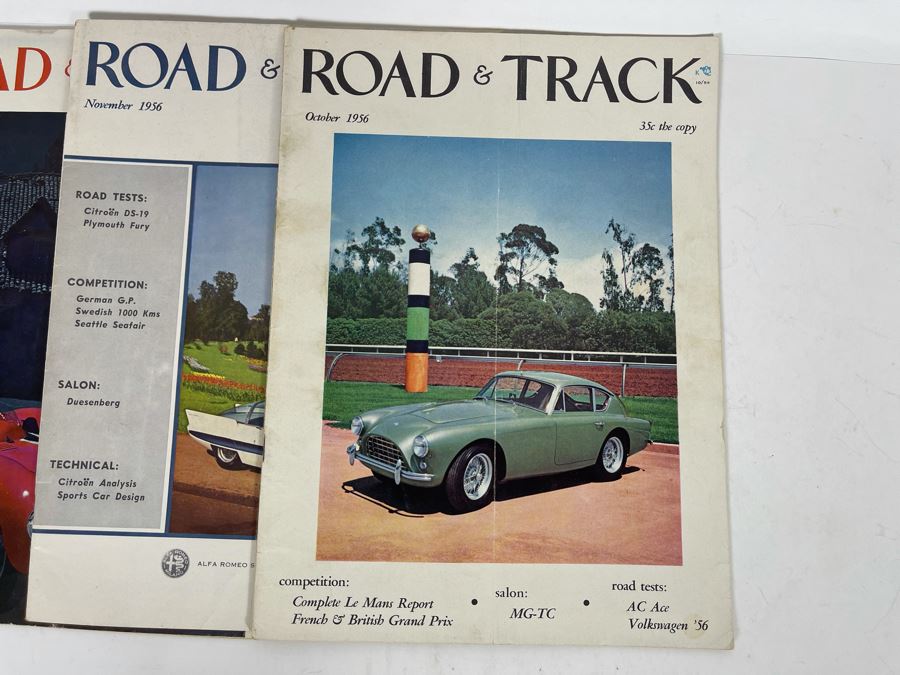 AD &
ROAD &
November 1956
ROAD TESTS:
Citroën DS-19
Plymouth Fury
COMPETITION:
German G.P.
Swedish 1000 Kms
Seattle Seafair
SALON:
Duesenberg
TECHNICAL:
Citroën Analysis
Sports Car Design
ALFA ROMEO S
ROAD & TRACK
October 1956
35c the copy
competition:
Complete Le Mans Report
French & British Grand Prix
salon:
MG-TC
road tests:
AC Ace
Volkswagen '56